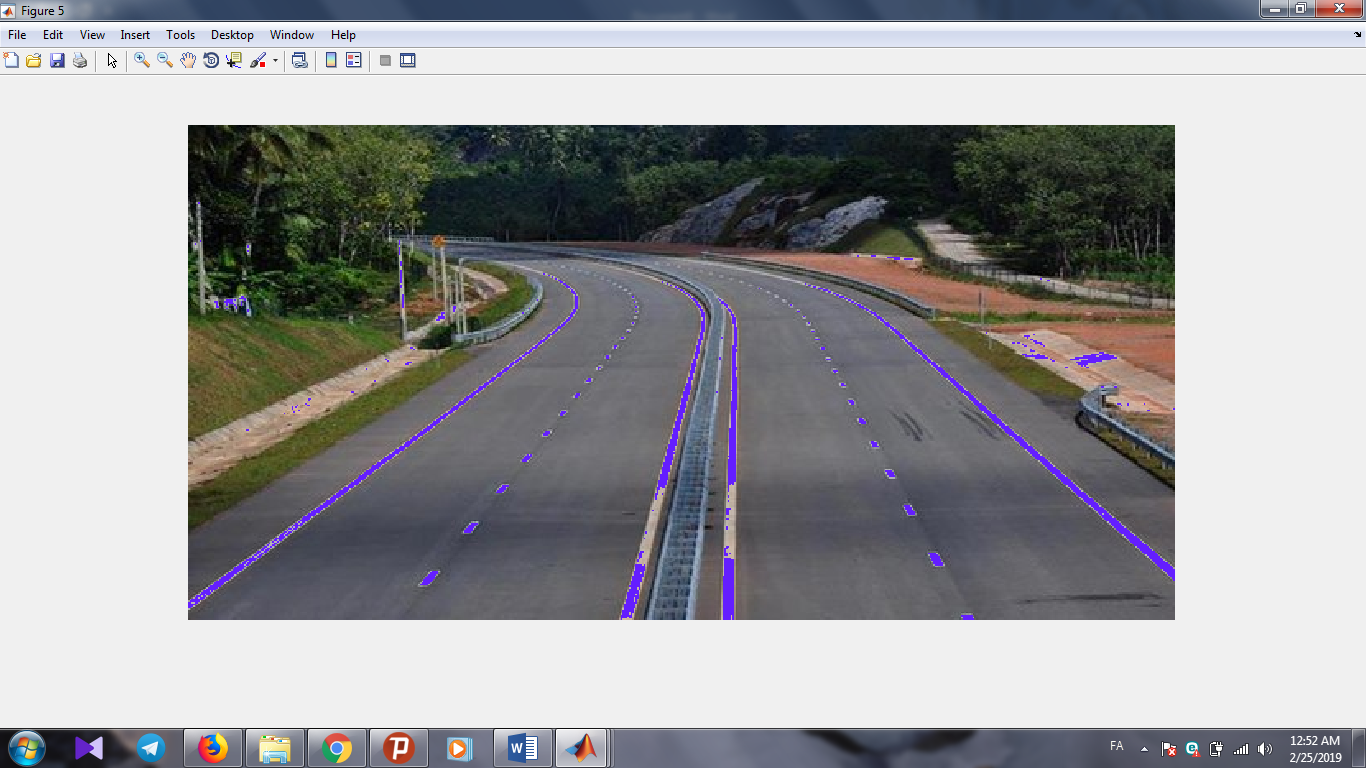 Figure 5
File Edit View Insert Tools Desktop Window Help
FA
12:52 AM
2/25/2019